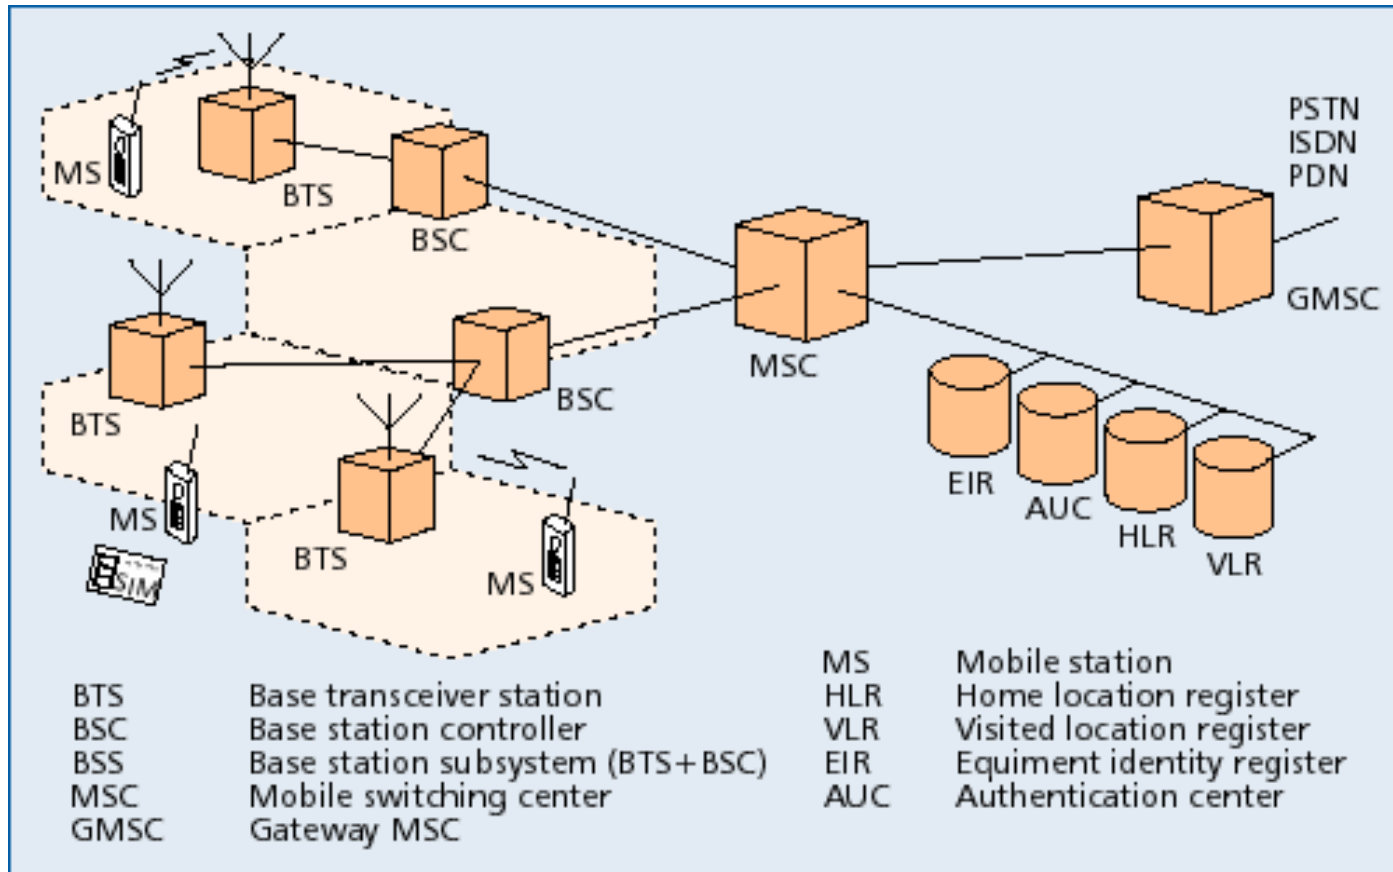 PSTN
ISDN
PDN
MS
BTS
BSC
GMSC
MSC
BTS
BSC
EIR
AUC
HLR
VLR
MS
BTS
MS
SIM
MS Mobile station
BTS Base transceiver station
HLR Home location register
BSC Base station controller
VLR Visited location register
BSS Base station subsystem (BTS+BSC)
EIR Equiment identity register
MSC Mobile switching center
AUC Authentication center
GMSC Gateway MSC